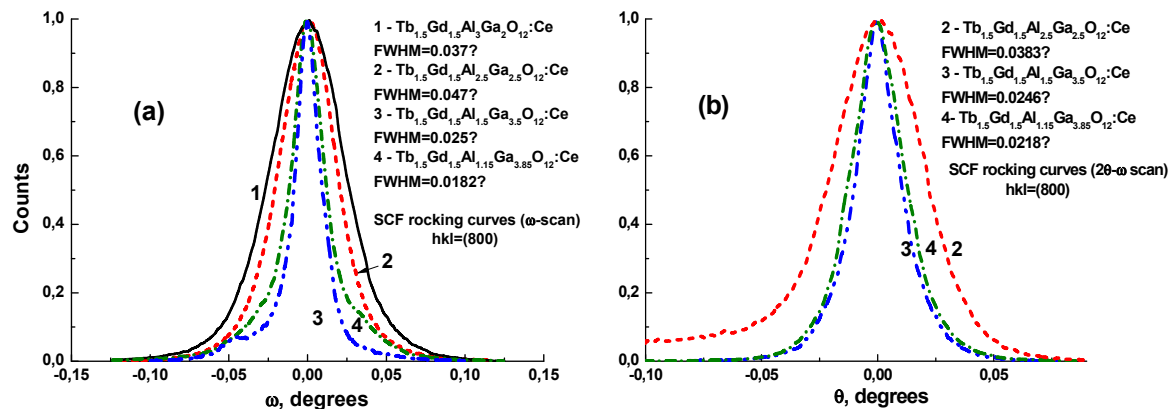 (a)
1 - Tb1.5Gd1.5Al3Ga2O12:Ce
FWHM=0.037?
2 - Tb1.5Gd1.5Al2.5Ga2.5O12:Ce
FWHM=0.047?
3 - Tb1.5Gd1.5Al1.5Ga3.5O12:Ce
FWHM=0.025?
4 - Tb1.5Gd1.5Al1.15Ga3.85O12:Ce
FWHM=0.0182?
SCF rocking curves (ω-scan)
hkl=(800)
1
2
3
4
Counts
1,0
0,8
0,6
0,4
0,2
0,0
-0,15 -0,10 -0,05 0,00 0,05 0,10 0,15
ω, degrees
(b)
2 - Tb1.5Gd1.5Al2.5Ga2.5O12:Ce
FWHM=0.0383?
3 - Tb1.5Gd1.5Al1.5Ga3.5O12:Ce
FWHM=0.0246?
4- Tb1.5Gd1.5Al1.15Ga3.85O12:Ce
FWHM=0.0218?
SCF rocking curves (2θ-ω scan)
hkl=(800)
3 4 2
1,0
0,8
0,6
0,4
0,2
0,0
-0,10 -0,05 0,00 0,05
θ, degrees